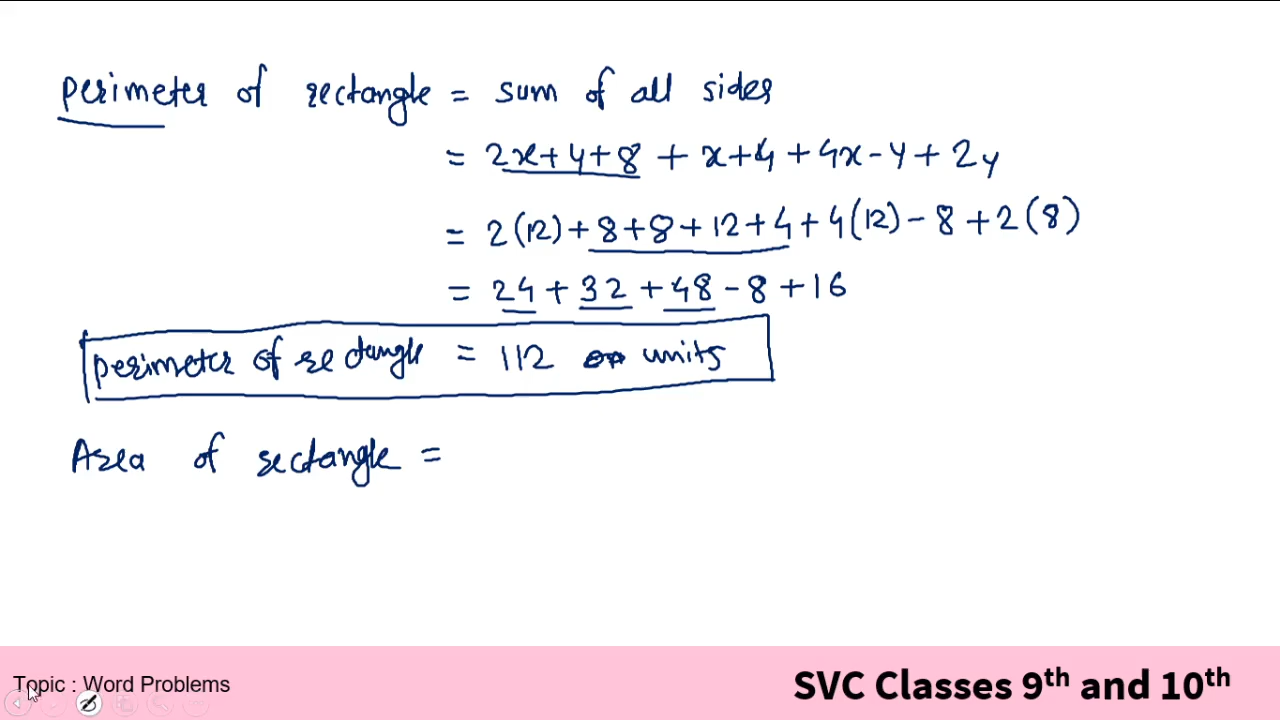 perimeter of rectangle = sum of all sides
= 2x+y+8 + x+4 + 4x-y + 2y
= 2(12) + 8+8+12+4+4(12) - 8 + 2(8)
= 24 + 32 + 48 - 8 + 16
perimeter of rectangle = 112 units
Area of rectangle =
Topic : Word Problems
SVC Classes 9th and 10th